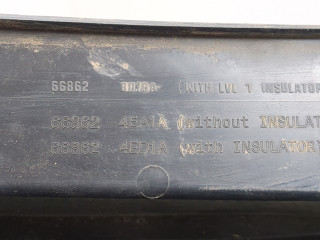 66862 (WITH LVL 1 INSULATOR
66862 4EA1A (without INSULAT
66862 4ED1A (with INSULATOR)